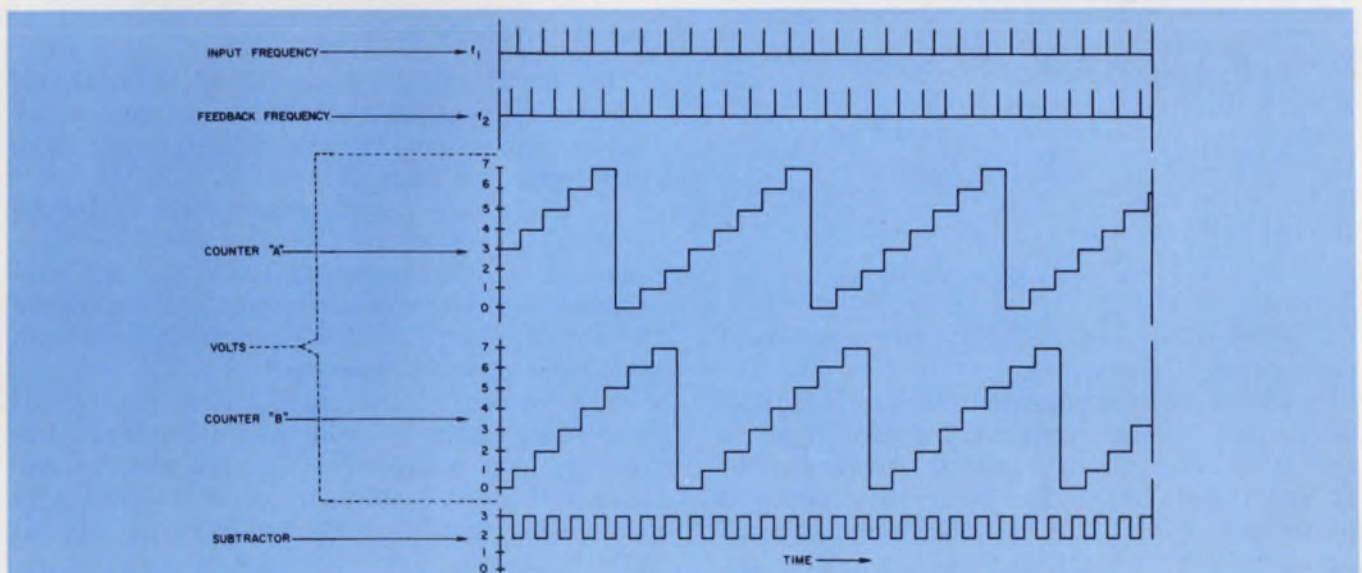 INPUT FREQUENCY f1
FEEDBACK FREQUENCY f2
7
6
5
4
COUNTER "A" 3
2
1
0
VOLTS
7
6
5
4
COUNTER "B" 3
2
1
0
3
SUBTRACTOR 2
1
TIME
0